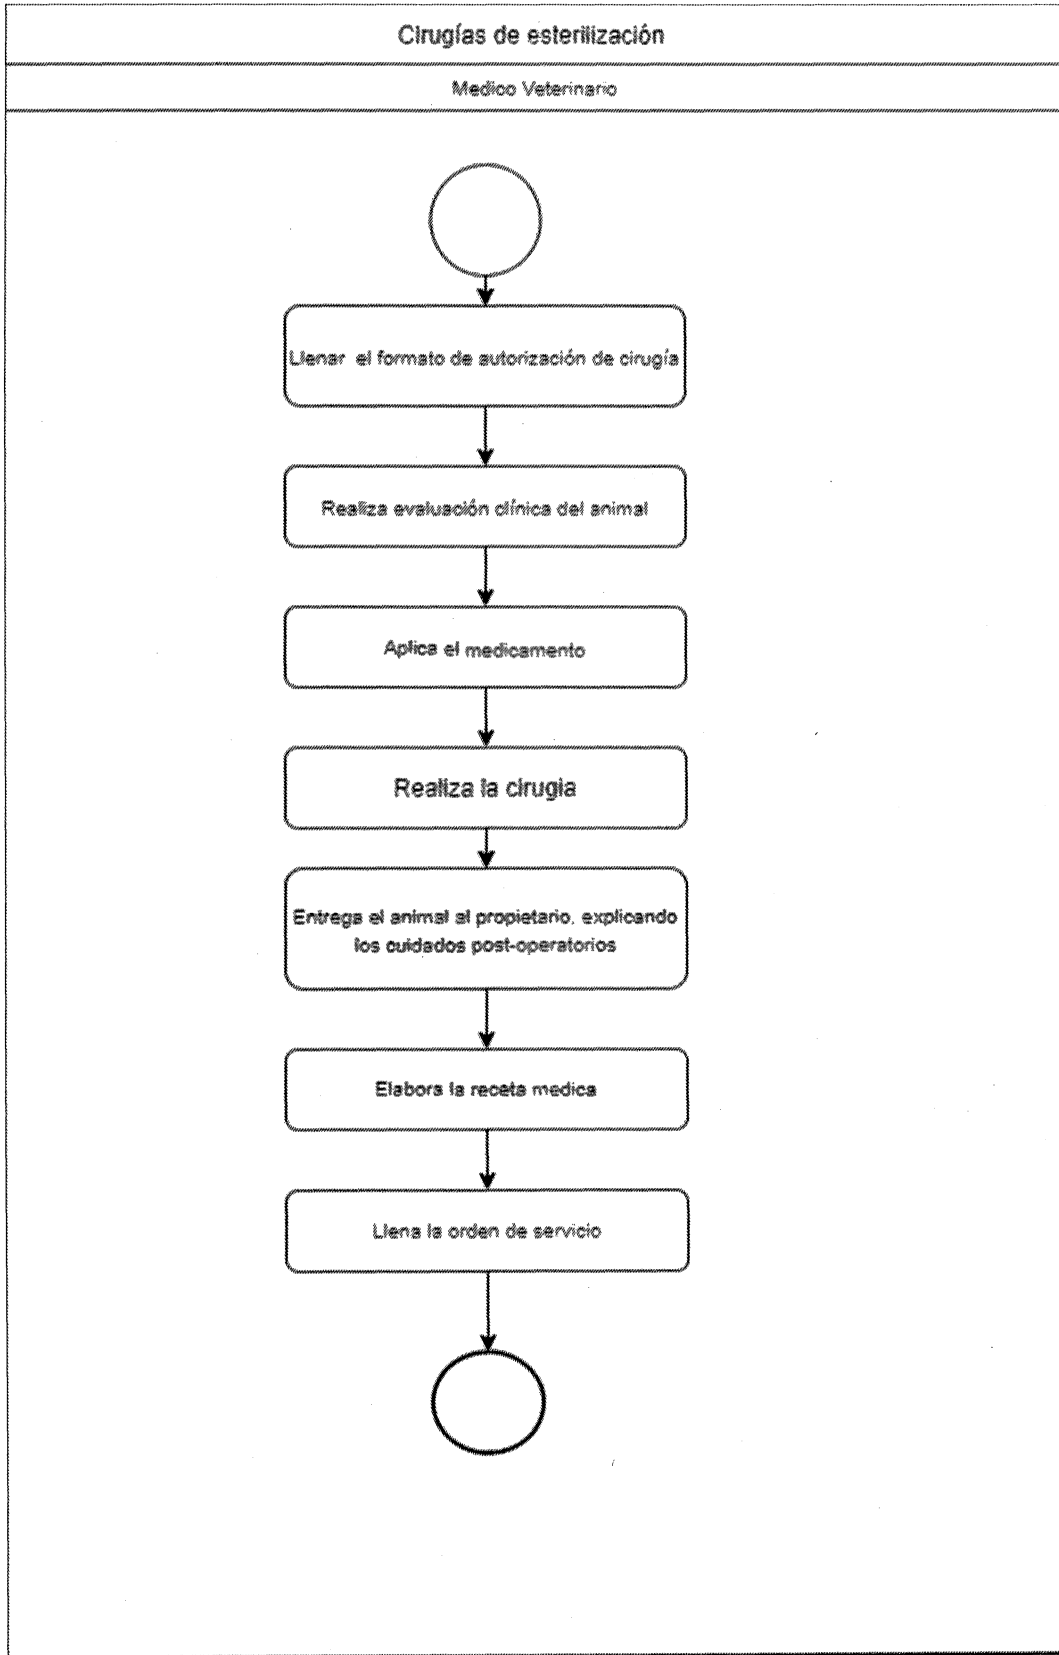 Cirugías de esterilización
Medico Veterinario
Llenar el formato de autorización de cirugía
Realiza evaluación clínica del animal
Aplica el medicamento
Realiza la cirugia
Entrega el animal al propietario, explicando
los cuidados post-operatorios
Elabora la receta medica
Llena la orden de servicio